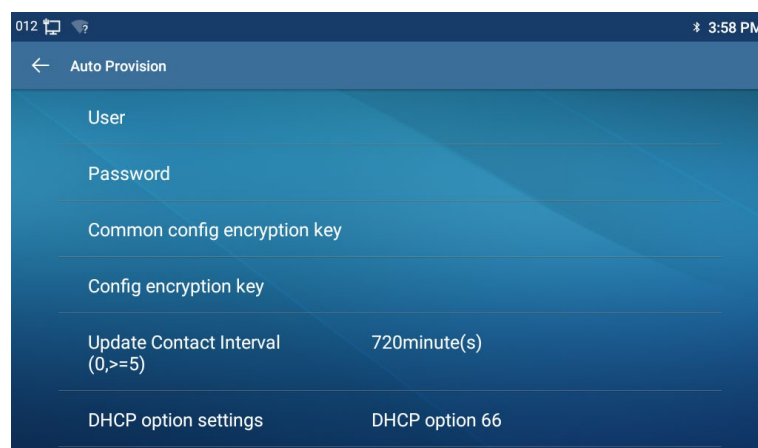 012 3:58 PM
Auto Provision
User
Password
Common config encryption key
Config encryption key
Update Contact Interval 720minute(s)
(0,>=5)
DHCP option settings DHCP option 66